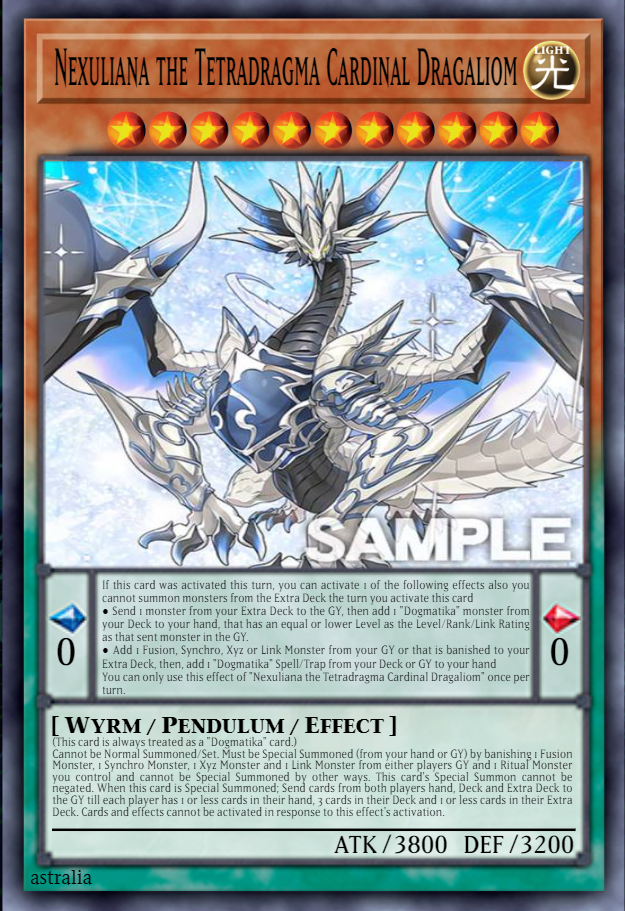 Nexuliana the Tetradragma Cardinal Dragaliom
LIGHT
光
SAMPLE
If this card was activated this turn, you can activate 1 of the following effects also you
cannot summon monsters from the Extra Deck the turn you activate this card
● Send 1 monster from your Extra Deck to the GY, then add 1 "Dogmatika" monster from
your Deck to your hand, that has an equal or lower Level as the Level/Rank/Link Rating
as that sent monster in the GY.
● Add 1 Fusion, Synchro, Xyz or Link Monster from your GY or that is banished to your
Extra Deck, then, add 1 "Dogmatika" Spell/Trap from your Deck or GY to your hand
You can only use this effect of "Nexuliana the Tetradragma Cardinal Dragaliom" once per
turn.
0
0
[ Wyrm / Pendulum / Effect ]
(This card is always treated as a "Dogmatika" card.)
Cannot be Normal Summoned/Set. Must be Special Summoned (from your hand or GY) by banishing 1 Fusion
Monster, 1 Synchro Monster, 1 Xyz Monster and 1 Link Monster from either players GY and 1 Ritual Monster
you control and cannot be Special Summoned by other ways. This card's Special Summon cannot be
negated. When this card is Special Summoned; Send cards from both players hand, Deck and Extra Deck to
the GY till each player has 1 or less cards in their hand, 3 cards in their Deck and 1 or less cards in their Extra
Deck. Cards and effects cannot be activated in response to this effect's activation.
ATK/3800 DEF/3200
astralia